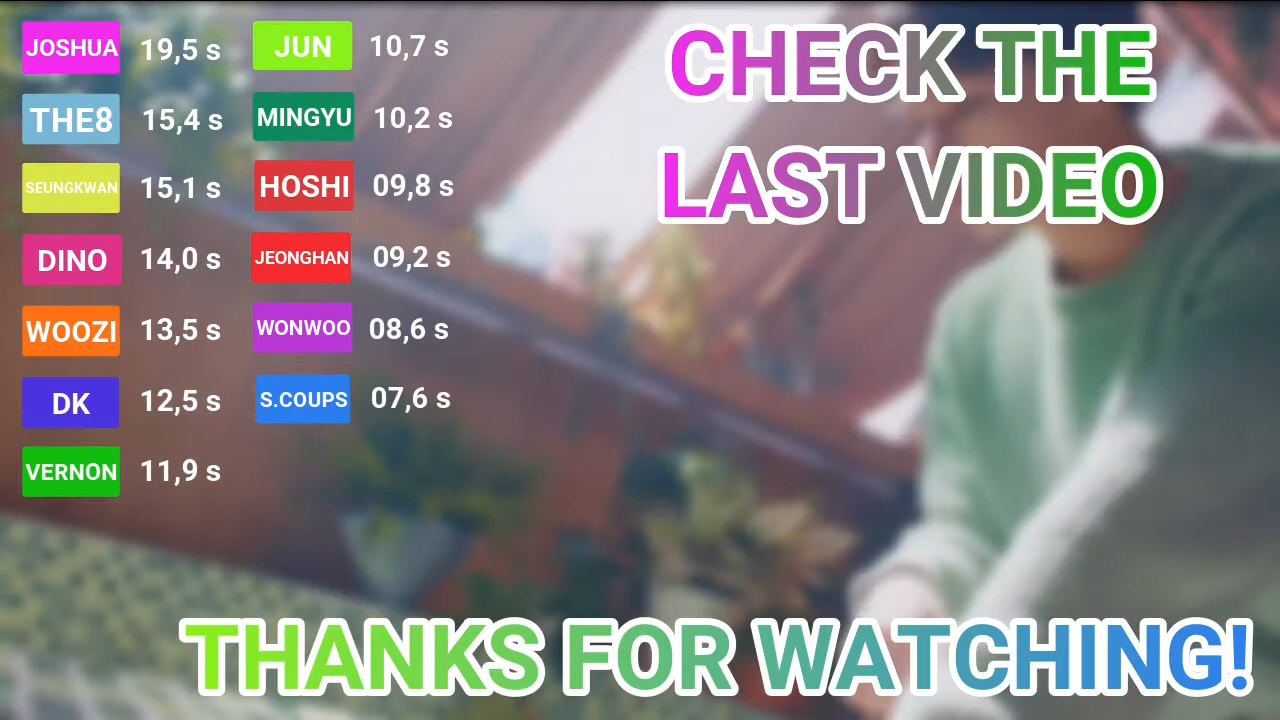 JOSHUA 19,5 s
THE8 15,4 s
SEUNGKWAN 15,1 s
DINO 14,0 s
WOOZI 13,5 s
DK 12,5 s
VERNON 11,9 s
JUN 10,7 s
MINGYU 10,2 s
HOSHI 09,8 s
JEONGHAN 09,2 s
WONWOO 08,6 s
S.COUPS 07,6 s
CHECK THE
LAST VIDEO
THANKS FOR WATCHING!